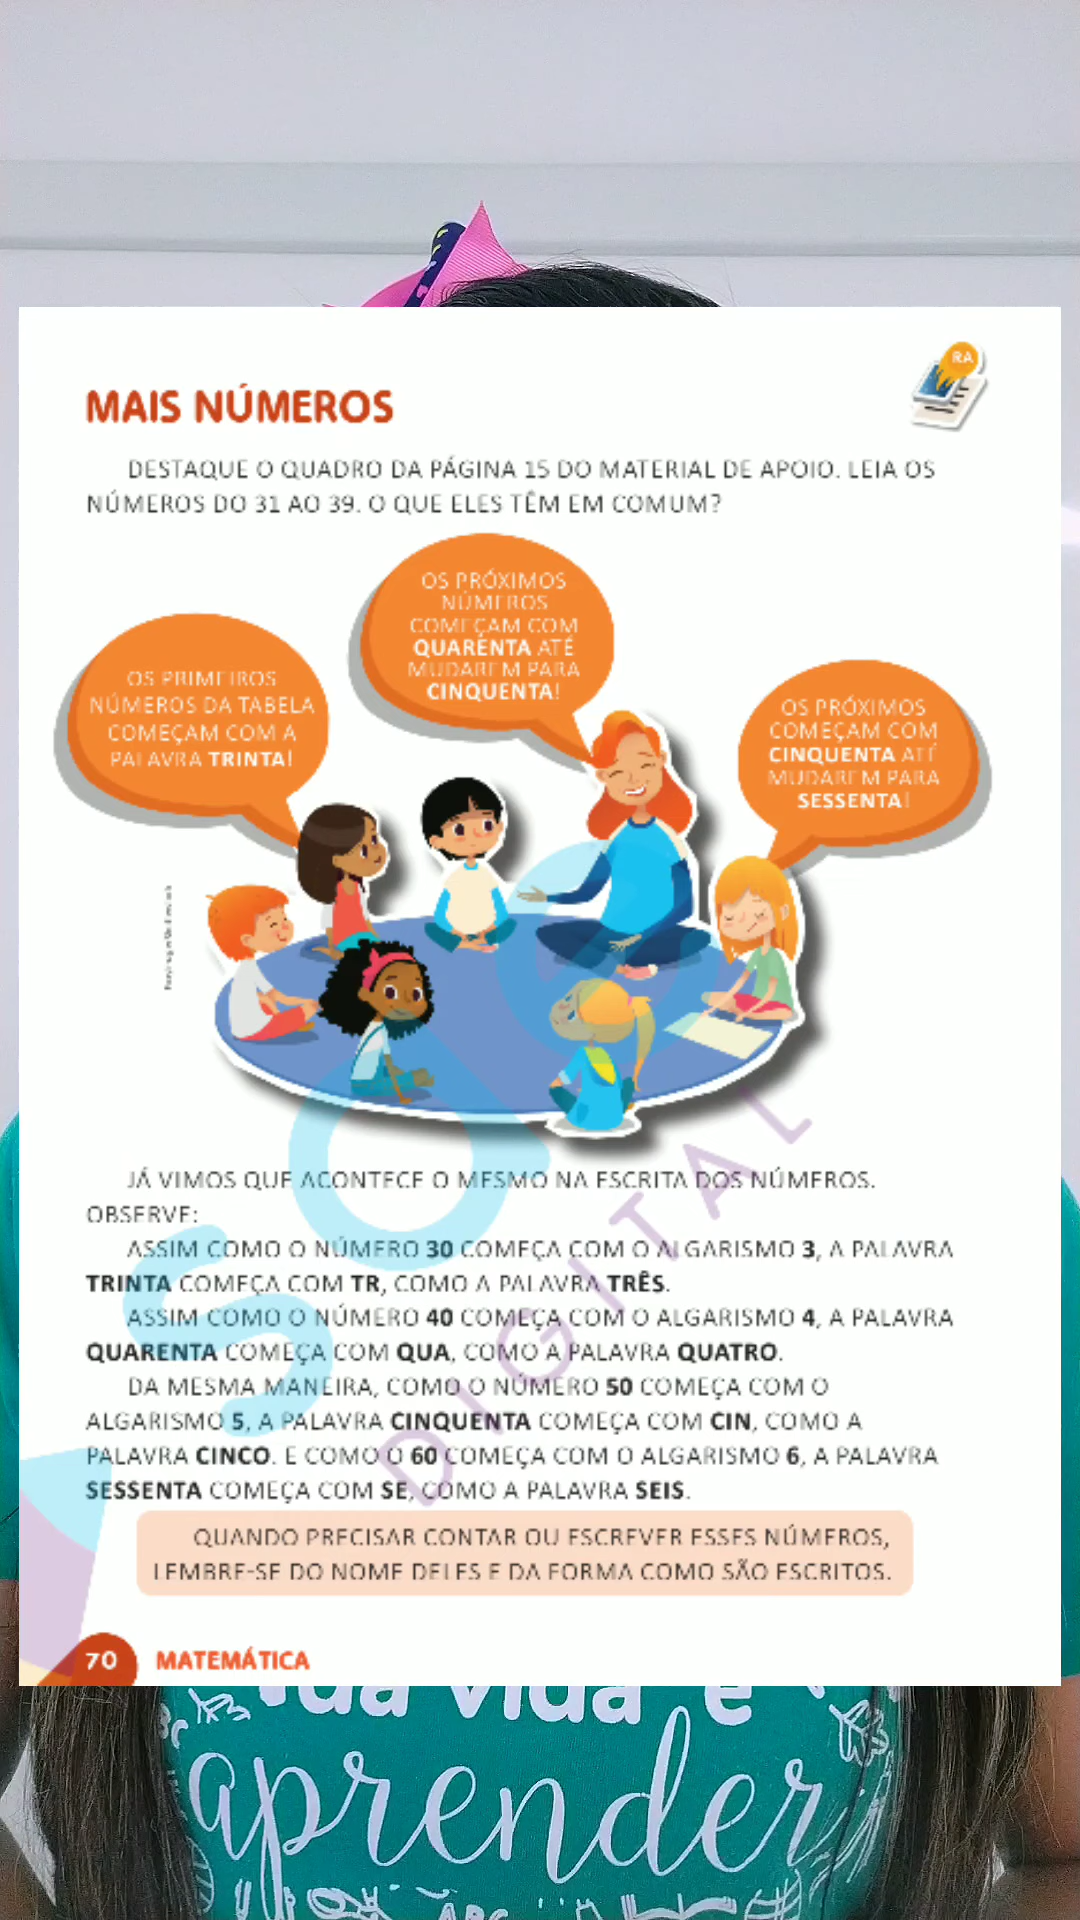 RA
MAIS NÚMEROS
DESTAQUE O QUADRO DA PÁGINA 15 DO MATERIAL DE APOIO. LEIA OS
NÚMEROS DO 31 AO 39. O QUE ELES TÊM EM COMUM?
OS PRIMEIROS
NÚMEROS DA TABELA
COMEÇAM COM A
PALAVRA TRINTA!
OS PRÓXIMOS
NÚMEROS
COMEÇAM COM
QUARENTA ATÉ
MUDAREM PARA
CINQUENTA!
OS PRÓXIMOS
COMEÇAM COM
CINQUENTA ATÉ
MUDAREM PARA
SESSENTA!
JÁ VIMOS QUE ACONTECE O MESMO NA ESCRITA DOS NÚMEROS.
OBSERVE:
ASSIM COMO O NÚMERO 30 COMEÇA COM O ALGARISMO 3, A PALAVRA
TRINTA COMEÇA COM TR, COMO A PALAVRA TRÊS.
ASSIM COMO O NÚMERO 40 COMEÇA COM O ALGARISMO 4, A PALAVRA
QUARENTA COMEÇA COM QUA, COMO A PALAVRA QUATRO.
DA MESMA MANEIRA, COMO O NÚMERO 50 COMEÇA COM O
ALGARISMO 5, A PALAVRA CINQUENTA COMEÇA COM CIN, COMO A
PALAVRA CINCO. E COMO O 60 COMEÇA COM O ALGARISMO 6, A PALAVRA
SESSENTA COMEÇA COM SE, COMO A PALAVRA SEIS.
QUANDO PRECISAR CONTAR OU ESCREVER ESSES NÚMEROS,
LEMBRE-SE DO NOME DELES E DA FORMA COMO SÃO ESCRITOS.
70 MATEMÁTICA
DIGITAL
da vida é
aprender
ABC